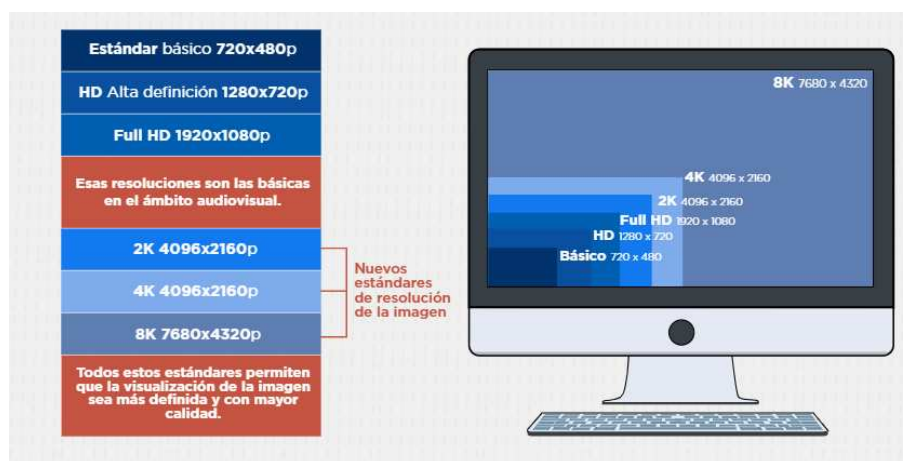 Estándar básico 720x480p
HD Alta definición 1280x720p
Full HD 1920x1080p
Esas resoluciones son las básicas
en el ámbito audiovisual.
2K 4096x2160p
4K 4096x2160p
8K 7680x4320p
Todos estos estándares permiten
que la visualización de la imagen
sea más definida y con mayor
calidad.
Nuevos
estándares
de resolución
de la imagen
8K 7680 x 4320
4K 4096 x 2160
2K 4096 x 2160
Full HD 1920 x 1080
HD 1280 x 720
Básico 720 x 480